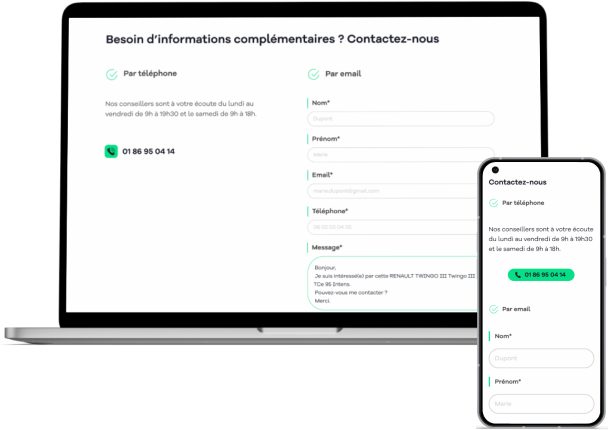 Besoin d'informations complémentaires ? Contactez-nous
Par téléphone
Nos conseillers sont à votre écoute du lundi au
vendredi de 9h à 19h30 et le samedi de 9h à 18h.
01 86 95 04 14
Par email
Nom*
Dupont
Prénom*
Marie
Email*
marie.dupont@gmail.com
Téléphone*
Message*
Bonjour,
Je suis intéressé(e) par cette RENAULT TWINGO III Twingo III
TCe 95 Intens.
Pouvez-vous me contacter ?
Merci.
Contactez-nous
Par téléphone
Nos conseillers sont à votre écoute
du lundi au vendredi de 9h à 19h30
et le samedi de 9h à 18h.
01 86 95 04 14
Par email
Nom*
Dupont
Prénom*
Marie